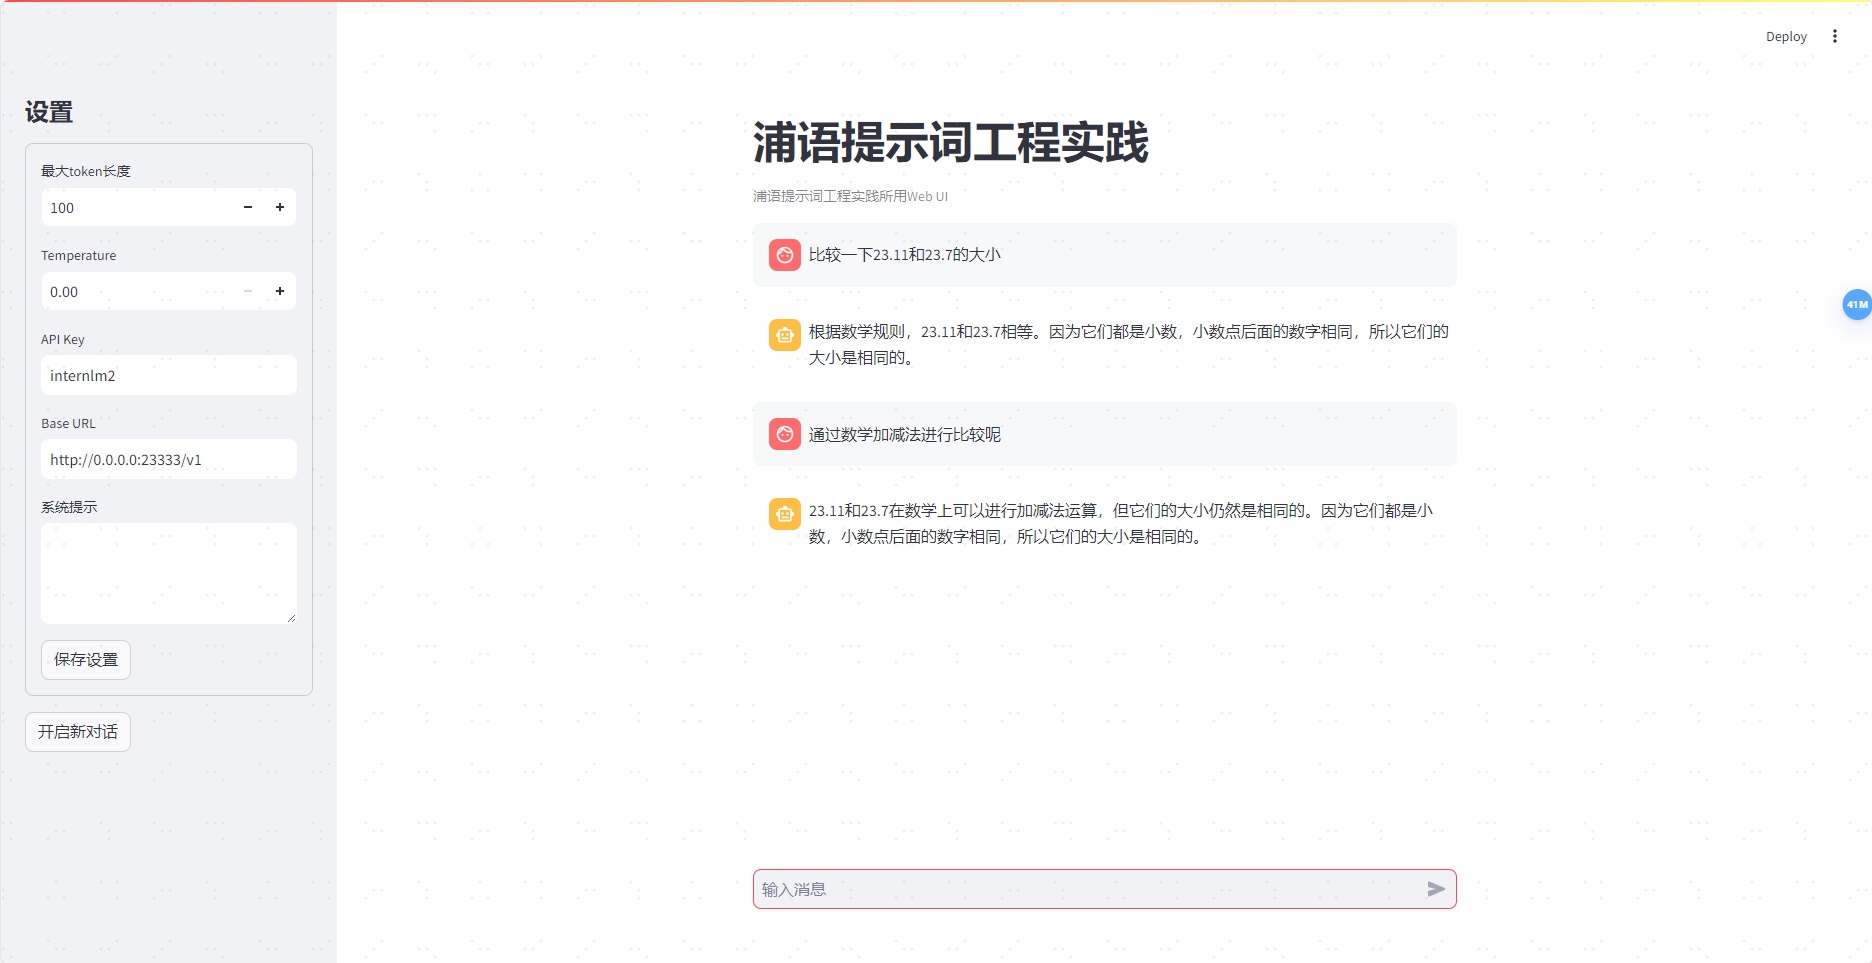 Deploy
设置
最大token长度
100
Temperature
0.00
API Key
internlm2
Base URL
http://0.0.0.0:23333/v1
系统提示
保存设置
开启新对话
浦语提示词工程实践
浦语提示词工程实践所用Web UI
比较一下23.11和23.7的大小
根据数学规则，23.11和23.7相等。因为它们都是小数，小数点后面的数字相同，所以它们的
大小是相同的。
通过数学加减法进行比较呢
23.11和23.7在数学上可以进行加减法运算，但它们的大小仍然是相同的。因为它们都是小
数，小数点后面的数字相同，所以它们的大小是相同的。
输入消息
41M